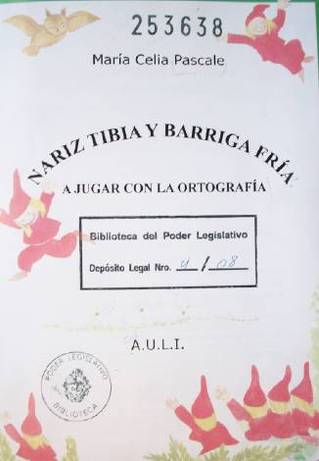 253638
María Celia Pascale
NARIZ TIBIA Y BARRIGA FRÍA
A JUGAR CON LA ORTOGRAFÍA
Biblioteca del Poder Legislativo
Depósito Legal Nro. 4 / 08
A.U.L.I.
PODER LEGISLATIVO
BIBLIOTECA